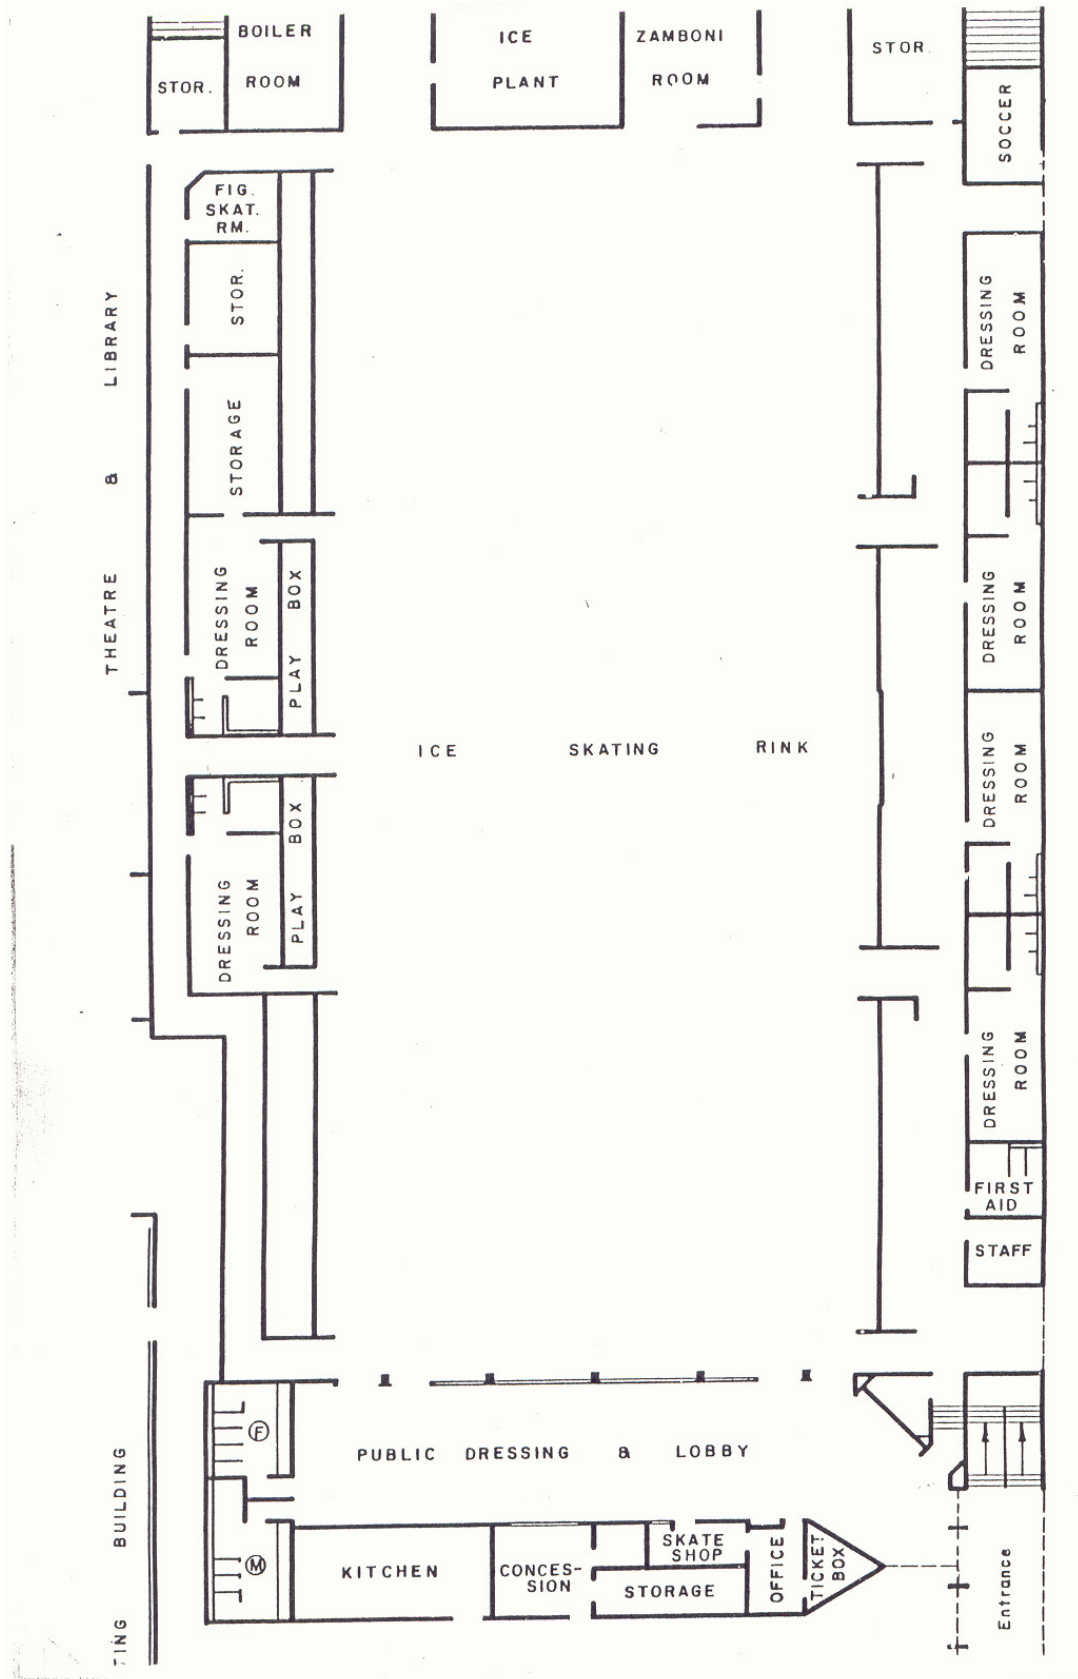 BOILER
ROOM
STOR.
ICE
PLANT
ZAMBONI
ROOM
STOR.
SOCCER
FIG.
SKAT.
RM.
STOR.
STORAGE
THEATRE & LIBRARY
DRESSING
ROOM
PLAY BOX
DRESSING
ROOM
DRESSING
ROOM
ICE SKATING RINK
DRESSING
ROOM
PLAY BOX
DRESSING
ROOM
DRESSING
ROOM
FIRST
AID
STAFF
F
PUBLIC DRESSING & LOBBY
M
KITCHEN
CONCES-
SION
SKATE
SHOP
STORAGE
OFFICE
TICKET
BOX
Entrance
TING BUILDING